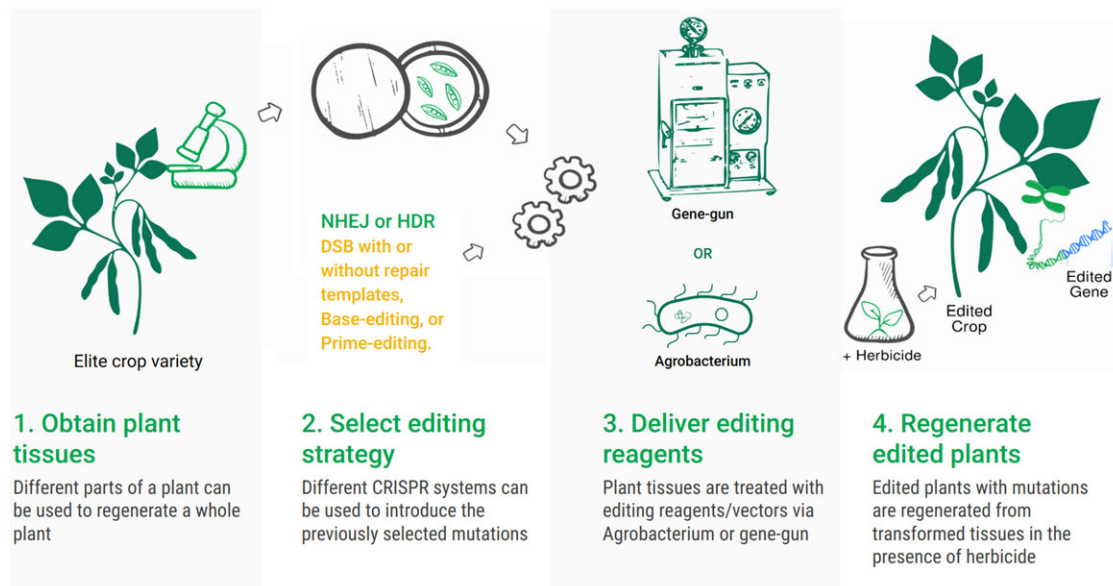 Elite crop variety
1. Obtain plant
tissues
Different parts of a plant can
be used to regenerate a whole
plant
NHEJ or HDR
DSB with or
without repair
templates,
Base-editing, or
Prime-editing.
2. Select editing
strategy
Different CRISPR systems can
be used to introduce the
previously selected mutations
Gene-gun
OR
Agrobacterium
3. Deliver editing
reagents
Plant tissues are treated with
editing reagents/vectors via
Agrobacterium or gene-gun
Edited
Gene
Edited
Crop
+ Herbicide
4. Regenerate
edited plants
Edited plants with mutations
are regenerated from
transformed tissues in the
presence of herbicide